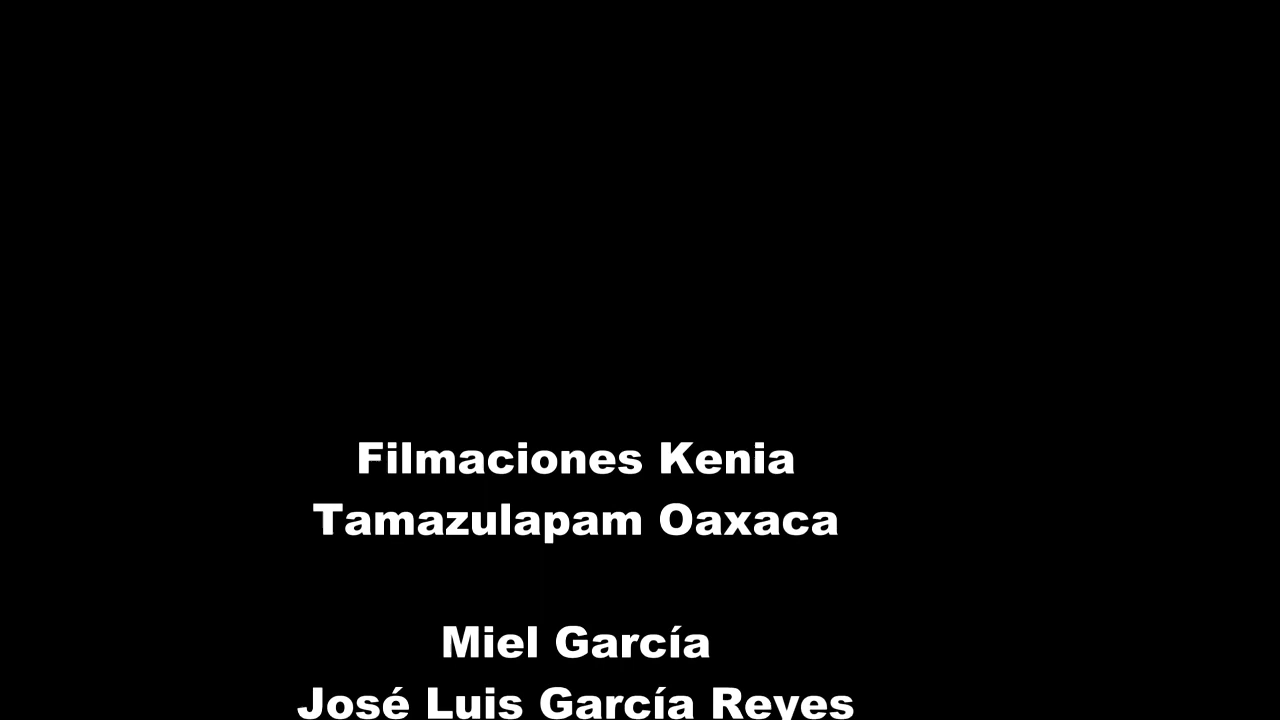 Filmaciones Kenia
Tamazulapam Oaxaca
Miel García
José Luis García Reyes